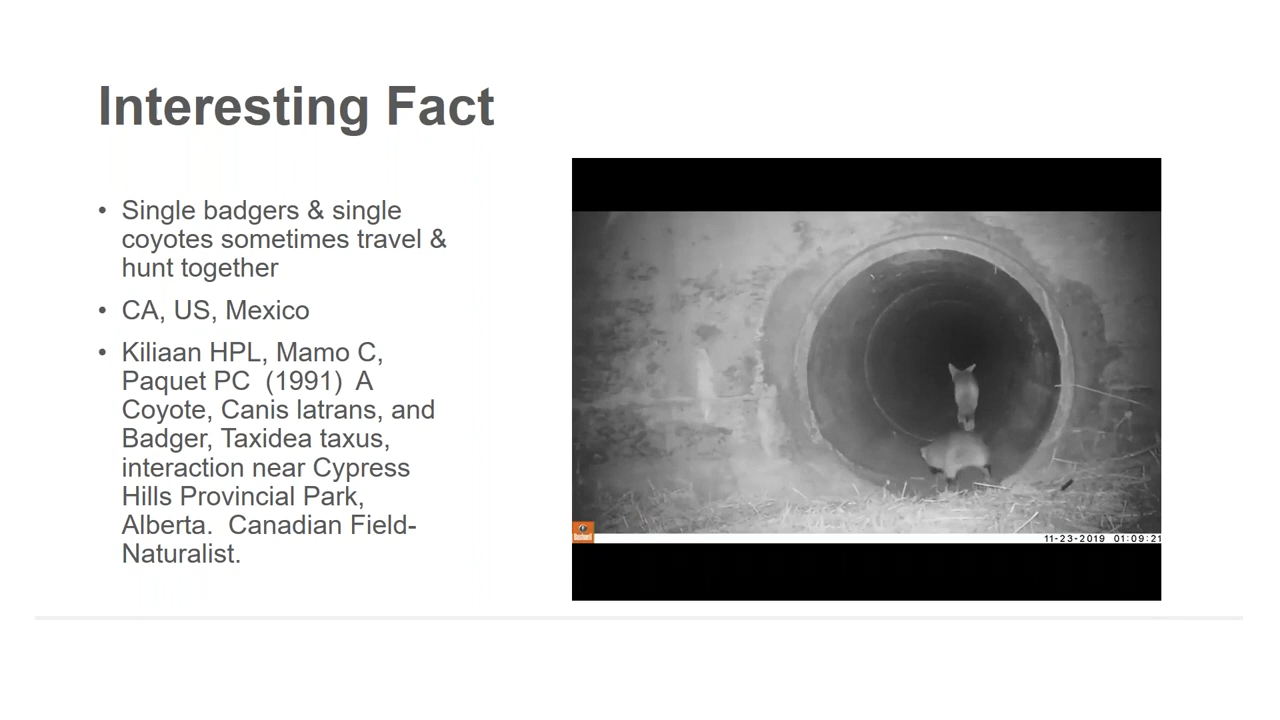 Interesting Fact
• Single badgers & single
coyotes sometimes travel &
hunt together
• CA, US, Mexico
• Kiliaan HPL, Mamo C,
Paquet PC  (1991)  A
Coyote, Canis latrans, and
Badger, Taxidea taxus,
interaction near Cypress
Hills Provincial Park,
Alberta.  Canadian Field-
Naturalist.
Bushnell
11-23-2019 01:09:21